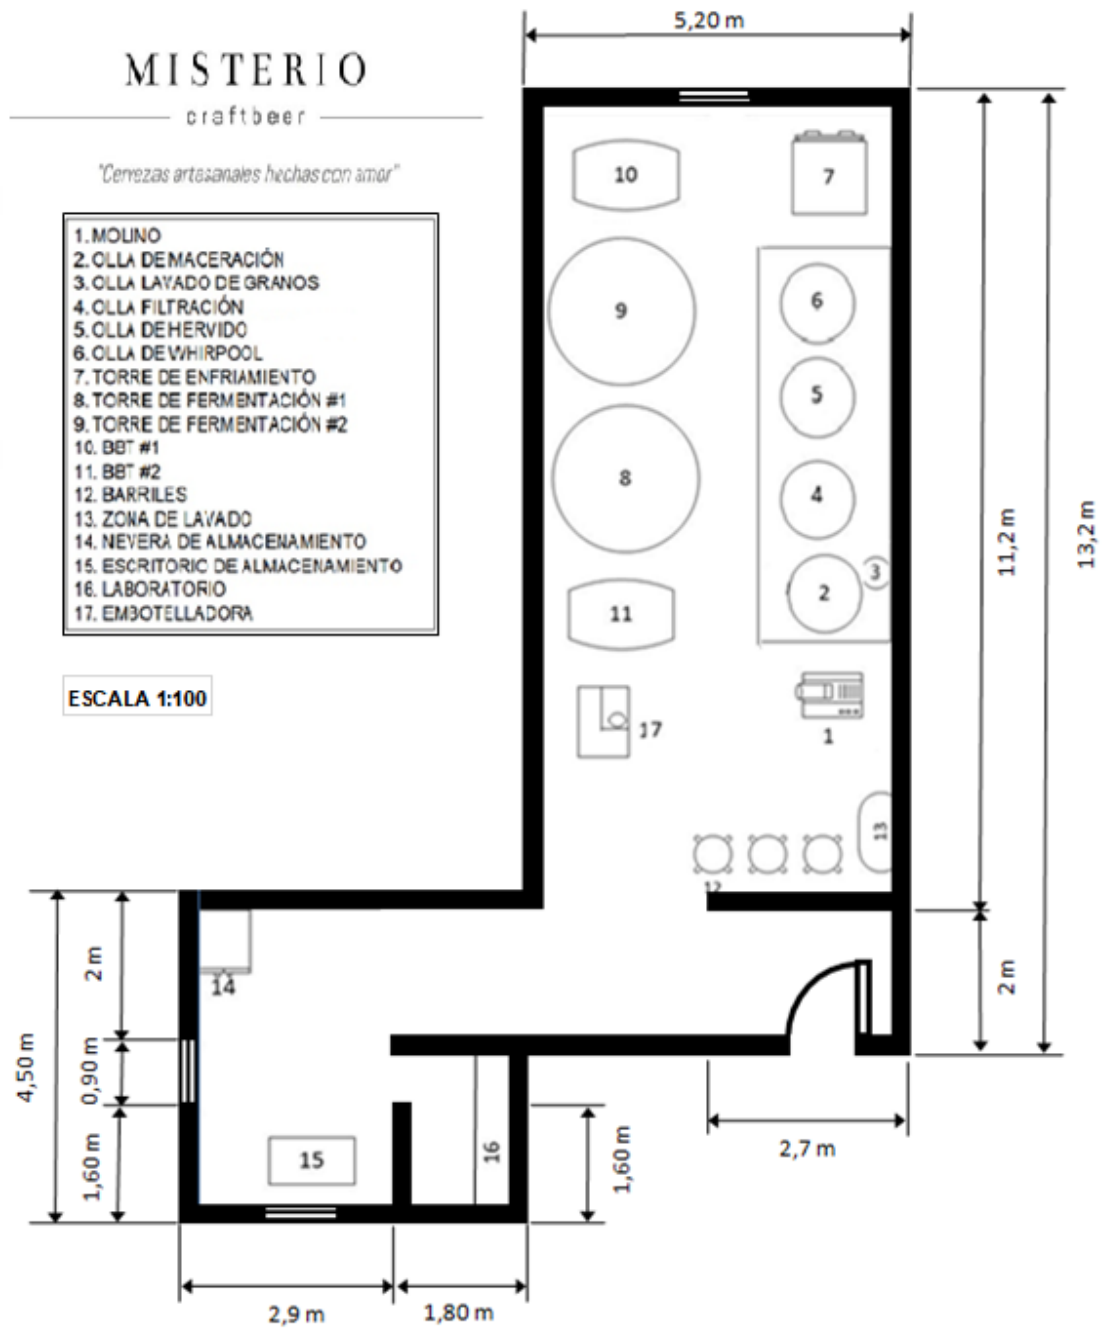 5,20 m
MISTERIO
craftbeer
"Cervezas artesanales hechas con amor"
1. MOLINO
2. OLLA DE MACERACIÓN
3. OLLA LAVADO DE GRANOS
4. OLLA FILTRACIÓN
5. OLLA DE HERVIDO
6. OLLA DE WHIRPOOL
7. TORRE DE ENFRIAMIENTO
8. TORRE DE FERMENTACIÓN #1
9. TORRE DE FERMENTACIÓN #2
10. BBT #1
11. BBT #2
12. BARRILES
13. ZONA DE LAVADO
14. NEVERA DE ALMACENAMIENTO
15. ESCRITORIO DE ALMACENAMIENTO
16. LABORATORIO
17. EMBOTELLADORA
ESCALA 1:100
10
7
9
6
5
8
4
3
2
11
17
1
13
12
11,2 m
13,2 m
14
2 m
2 m
4,50 m
0,90 m
1,60 m
15
16
1,60 m
2,7 m
2,9 m
1,80 m